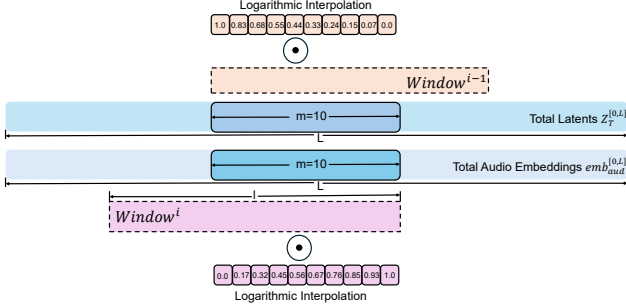 Logarithmic Interpolation
1.0 0.83 0.68 0.55 0.44 0.33 0.24 0.15 0.07 0.0
Window^{i-1}
m=10
Total Latents Z_T^{[0,L]}
L
m=10
Total Audio Embeddings emb_{aud}^{[0,L]}
L
l
Window^i
0.0 0.17 0.32 0.45 0.56 0.67 0.76 0.85 0.93 1.0
Logarithmic Interpolation